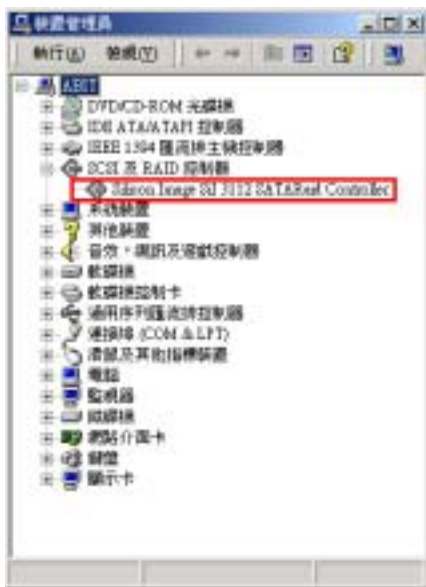 裝置管理員
執行(A) 檢視(V)
ABIT
DVD/CD-ROM 光碟機
IDE ATA/ATAPI 控制器
IEEE 1394 匯流排主機控制器
SCSI 及 RAID 控制器
Silicon Image SiI 3112 SATARaid Controller
系統裝置
其他裝置
音效，視訊及遊戲控制器
軟碟機
軟碟機控制卡
通用序列匯流排控制器
連接埠 (COM & LPT)
滑鼠及其他指標裝置
電腦
監視器
磁碟機
網路介面卡
鍵盤
顯示卡